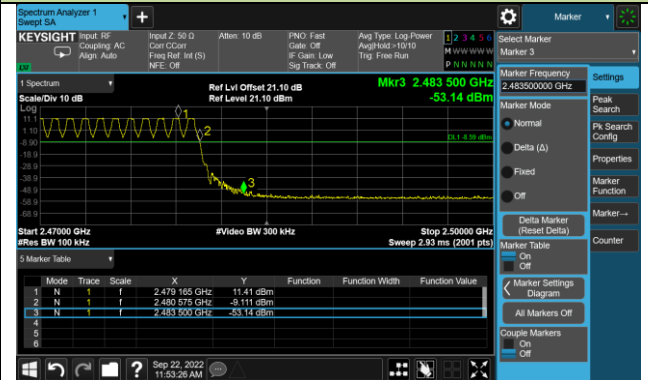 Spectrum Analyzer 1
Swept SA
Marker
KEYSIGHT
Input: RF
Coupling: AC
Align: Auto
Input Z: 50 Ω
Corr CCorr
Freq Ref: Int (S)
NFE: Off
Atten: 10 dB
PNO: Fast
Gate: Off
IF Gain: Low
Sig Track: Off
Avg Type: Log-Power
Avg|Hold:>10/10
Trig: Free Run
1 2 3 4 5 6
M W W W W W
P N N N N N
Select Marker
Marker 3
1 Spectrum
Scale/Div 10 dB
Log
Ref Lvl Offset 21.10 dB
Ref Level 21.10 dBm
Mkr3 2.483 500 GHz
-53.14 dBm
11.1
1.10
-8.90
-18.9
-28.9
-38.9
-48.9
-58.9
-68.9
1
2
3
Start 2.47000 GHz
#Res BW 100 kHz
#Video BW 300 kHz
Stop 2.50000 GHz
Sweep 2.93 ms (2001 pts)
5 Marker Table
Mode Trace Scale X Y Function Function Width Function Value
1 N 1 f 2.479 165 GHz 11.41 dBm
2 N 1 f 2.480 575 GHz -9.111 dBm
3 N 1 f 2.483 500 GHz -53.14 dBm
4
5
6
Marker Frequency
2.483500000 GHz
Marker Mode
Normal
Delta (Δ)
Fixed
Off
Delta Marker
(Reset Delta)
Marker Table
On
Off
Marker Settings
Diagram
All Markers Off
Couple Markers
On
Off
Settings
Peak
Search
Pk Search
Config
Properties
Marker
Function
Marker→
Counter
?
Sep 22, 2022
11:53:26 AM